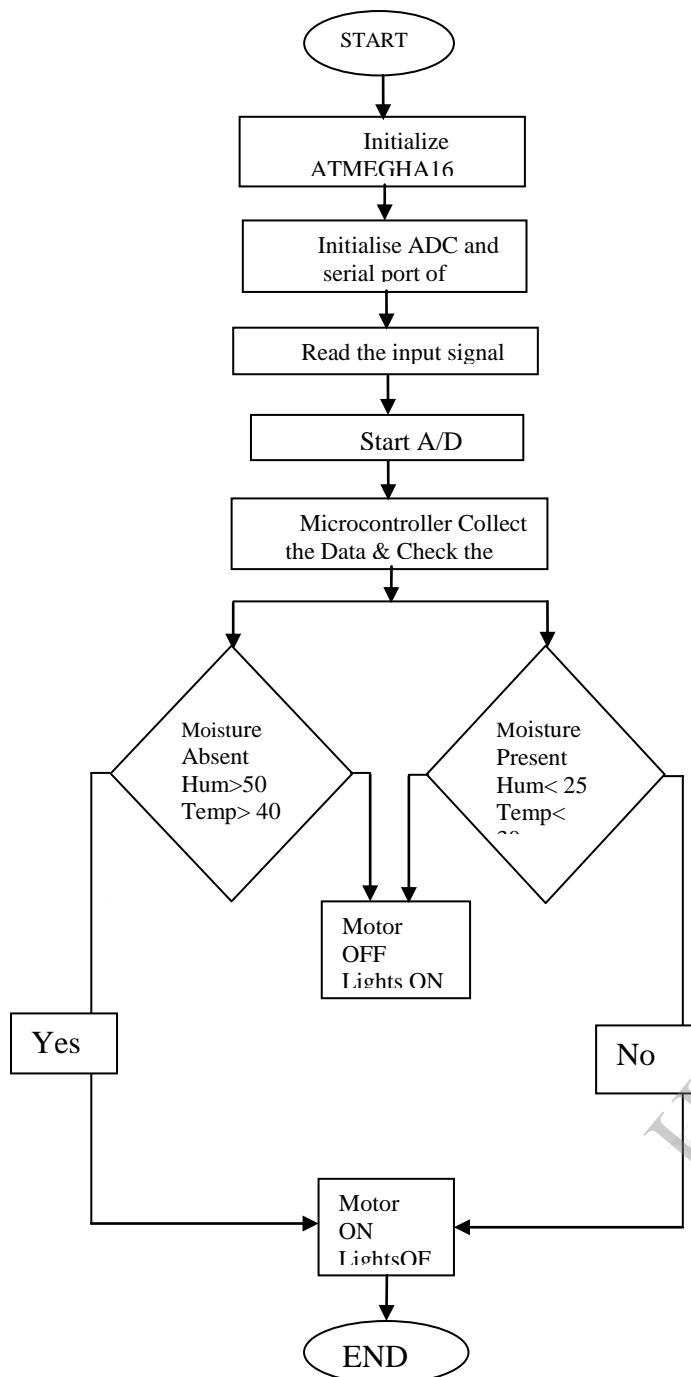 START
Initialize
ATMEGHA16
Initialise ADC and
serial port of
Read the input signal
Start A/D
Microcontroller Collect
the Data & Check the
Moisture
Absent
Hum>50
Temp> 40
Moisture
Present
Hum< 25
Temp<
Motor
OFF
Lights ON
Yes
No
Motor
ON
LightsOF
END